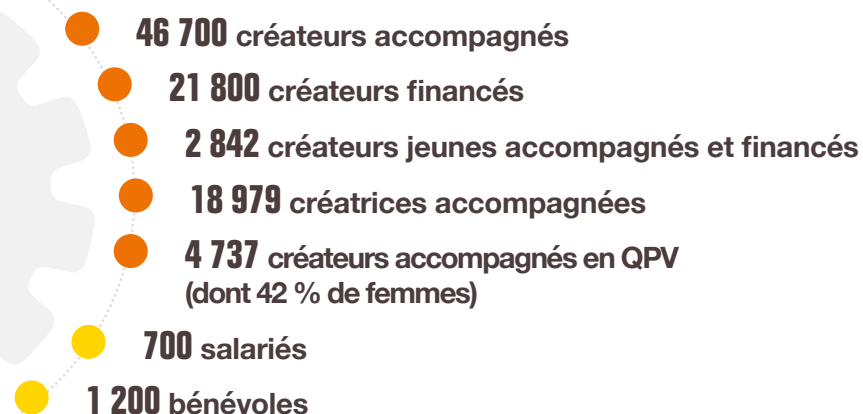 46 700 créateurs accompagnés
21 800 créateurs financés
2 842 créateurs jeunes accompagnés et financés
18 979 créatrices accompagnées
4 737 créateurs accompagnés en QPV
(dont 42 % de femmes)
700 salariés
1 200 bénévoles